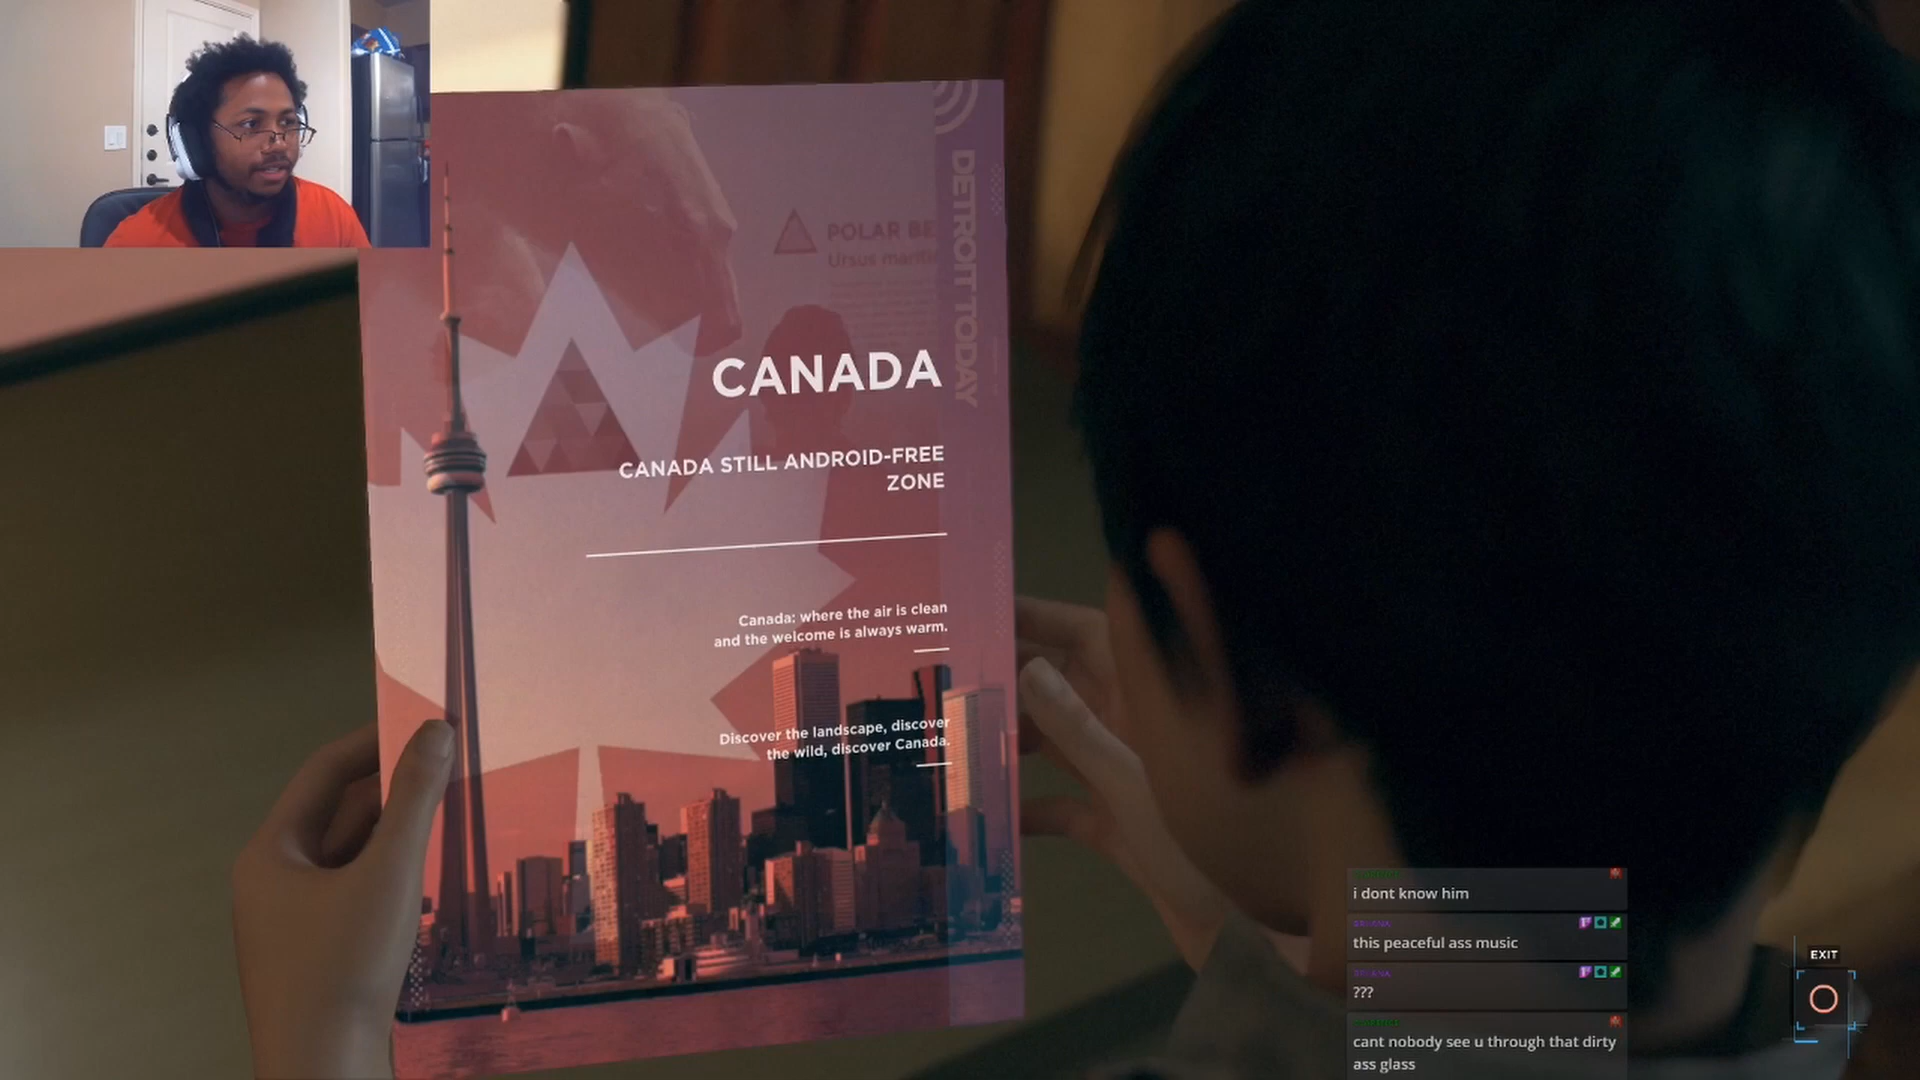 DETROIT TODAY
POLAR BE
Ursus mariti
CANADA
CANADA STILL ANDROID-FREE
ZONE
Canada: where the air is clean
and the welcome is always warm.
Discover the landscape, discover
the wild, discover Canada.
i dont know him
this peaceful ass music
???
cant nobody see u through that dirty
ass glass
EXIT